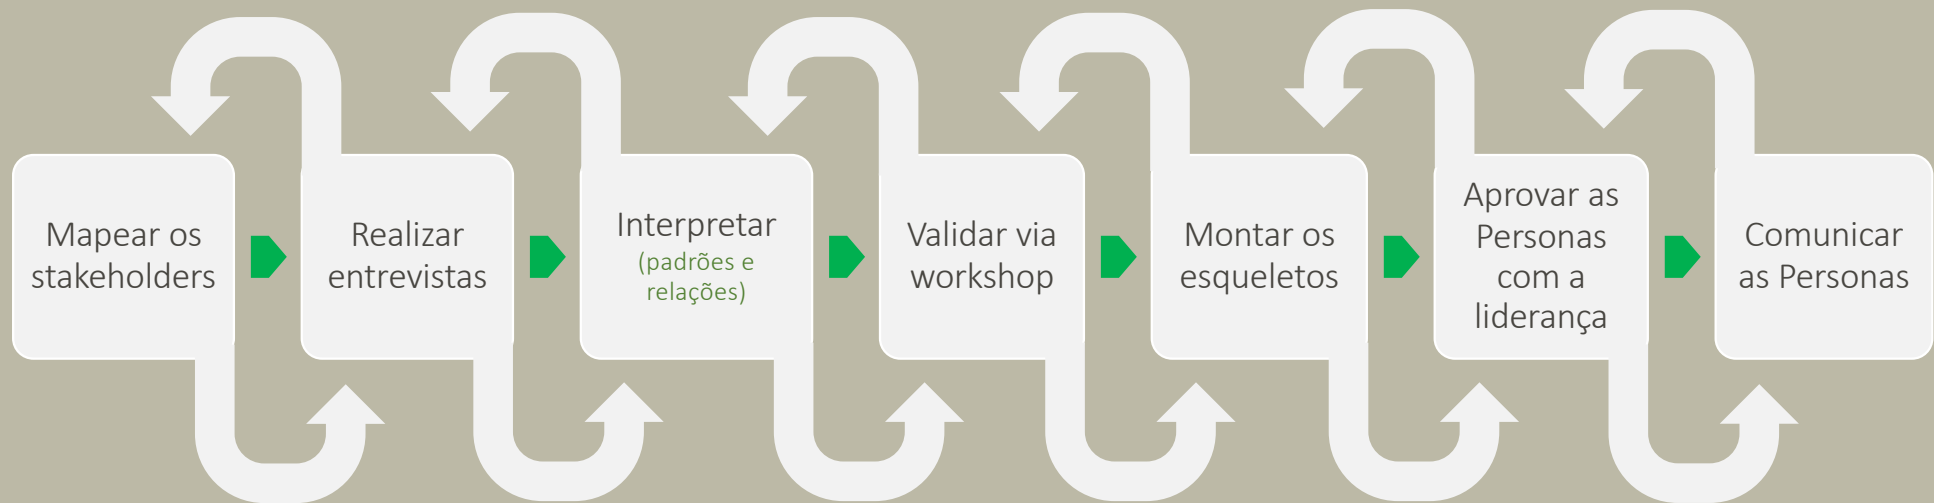 Mapear os
stakeholders
Realizar
entrevistas
Interpretar
(padrões e
relações)
Validar via
workshop
Montar os
esqueletos
Aprovar as
Personas
com a
liderança
Comunicar
as Personas